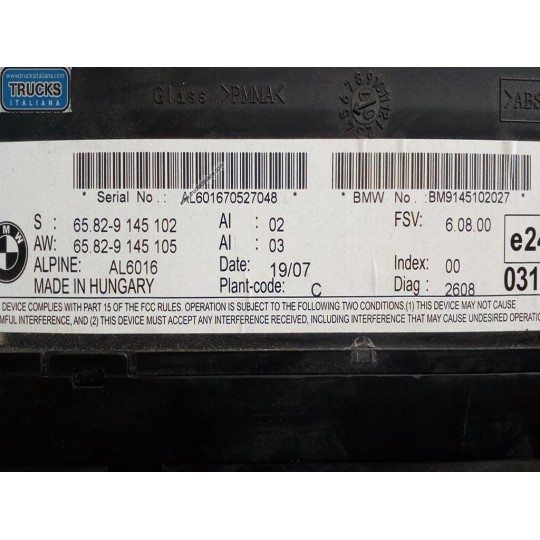 www.trucksitaliana.com
TRUCKS
ITALIANA
Glass >PMMA<
>ABS
* Serial No. : AL601670527048 * * BMW No. : BM9145102027 *
S : 65.82-9 145 102 AI : 02 FSV: 6.08.00
AW: 65.82-9 145 105 AI : 03
e24
ALPINE: AL6016 Date: 19/07 Index: 00
MADE IN HUNGARY Plant-code: C Diag : 2608
031
DEVICE COMPLIES WITH PART 15 OF THE FCC RULES. OPERATION IS SUBJECT TO THE FOLLOWING TWO CONDITIONS.(1) THIS DEVICE MAY
MFUL INTERFERENCE, AND (2) THIS DEVICE MUST ACCEPT ANY INTERFERENCE RECEIVED, INCLUDING INTERFERENCE THAT MAY CAUSE UNDESIRED OPERATION